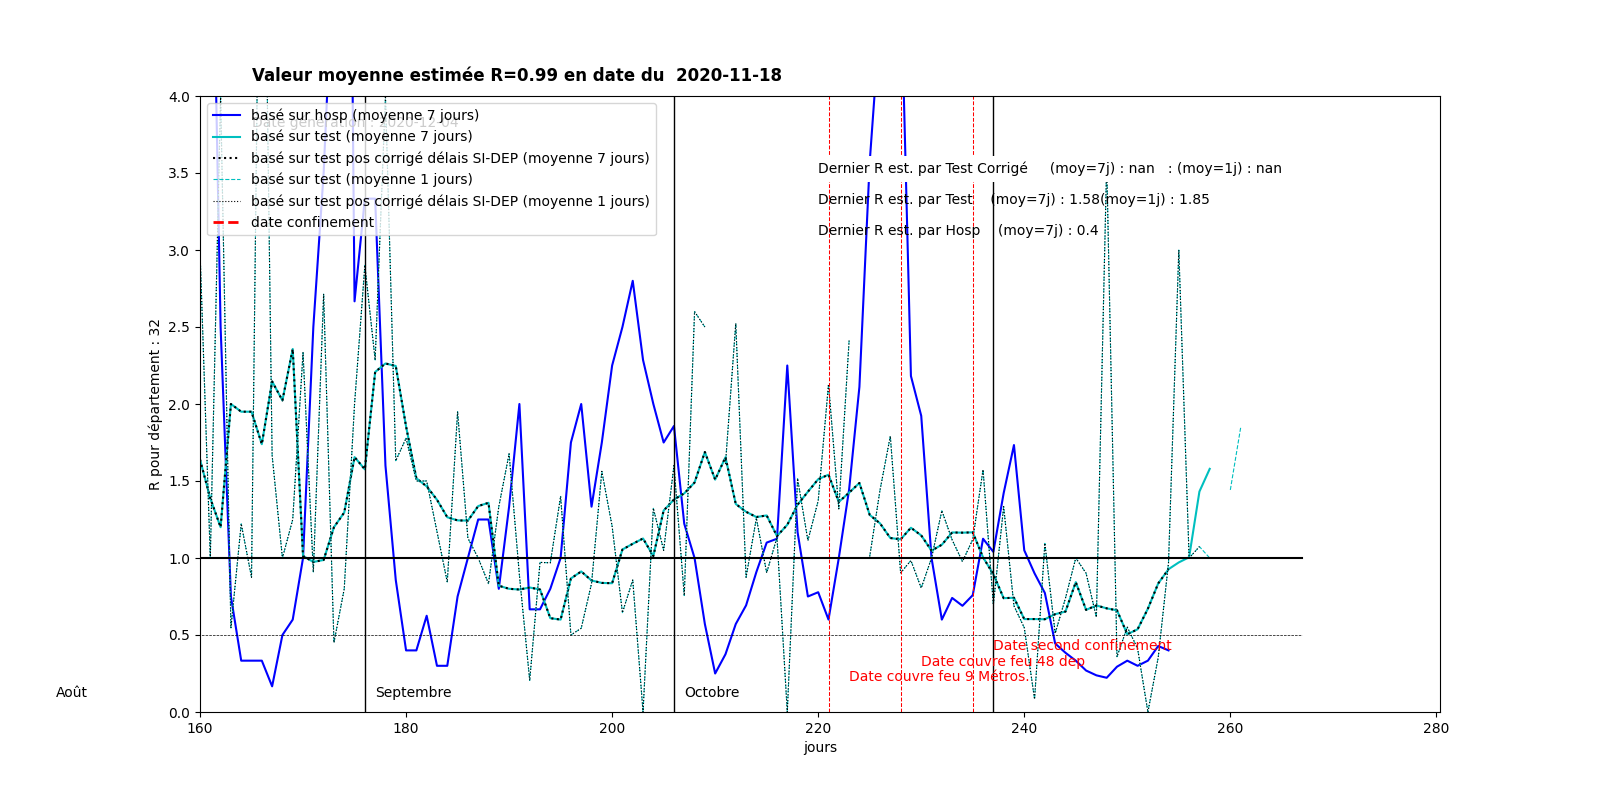 Valeur moyenne estimée R=0.99 en date du  2020-11-18
Date génération : 2020-12-04
basé sur hosp (moyenne 7 jours)
basé sur test (moyenne 7 jours)
basé sur test pos corrigé délais SI-DEP (moyenne 7 jours)
basé sur test (moyenne 1 jours)
basé sur test pos corrigé délais SI-DEP (moyenne 1 jours)
date confinement
Dernier R est. par Test Corrigé     (moy=7j) : nan   : (moy=1j) : nan
Dernier R est. par Test    (moy=7j) : 1.58(moy=1j) : 1.85
Dernier R est. par Hosp    (moy=7j) : 0.4
R pour département : 32
4.0
3.5
3.0
2.5
2.0
1.5
1.0
0.5
0.0
Date second confinement
Date couvre feu 48 dep
Date couvre feu 9 Métros.
Août
Septembre
Octobre
160 180 200 220 240 260 280
jours